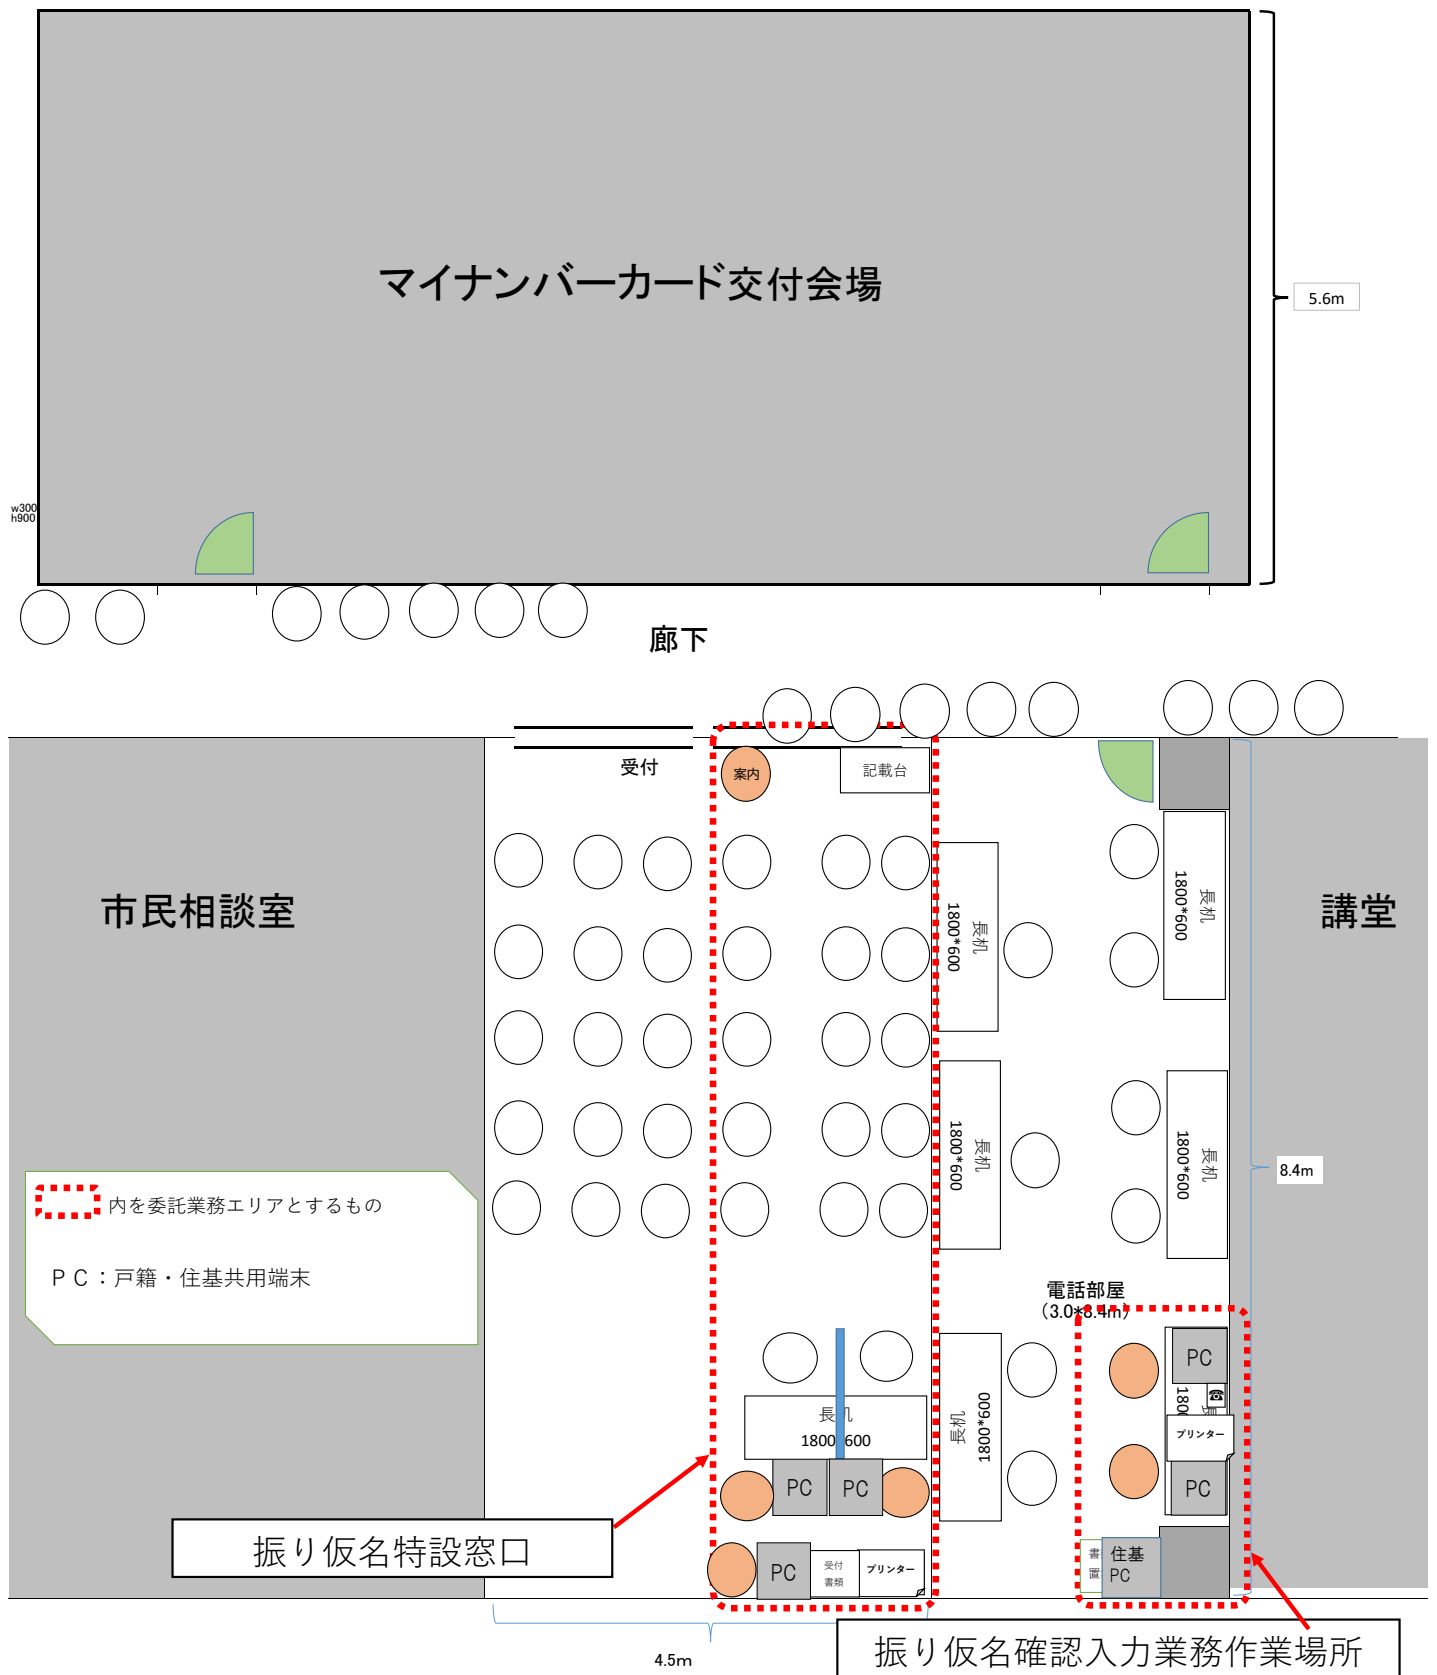 マイナンバーカード交付会場
5.6m
w300
h900
廊下
受付
案内
記載台
市民相談室
講堂
長机
1800*600
長机
1800*600
長机
1800*600
長机
1800*600
8.4m
内を委託業務エリアとするもの
ＰＣ：戸籍・住基共用端末
電話部屋
（3.0*8.4m）
長机
1800*600
長机
1800*600
PC
PC
PC
受付
書類
プリンター
PC
☎
1800
プリンター
PC
書
置
住基
PC
振り仮名特設窓口
振り仮名確認入力業務作業場所
4.5m